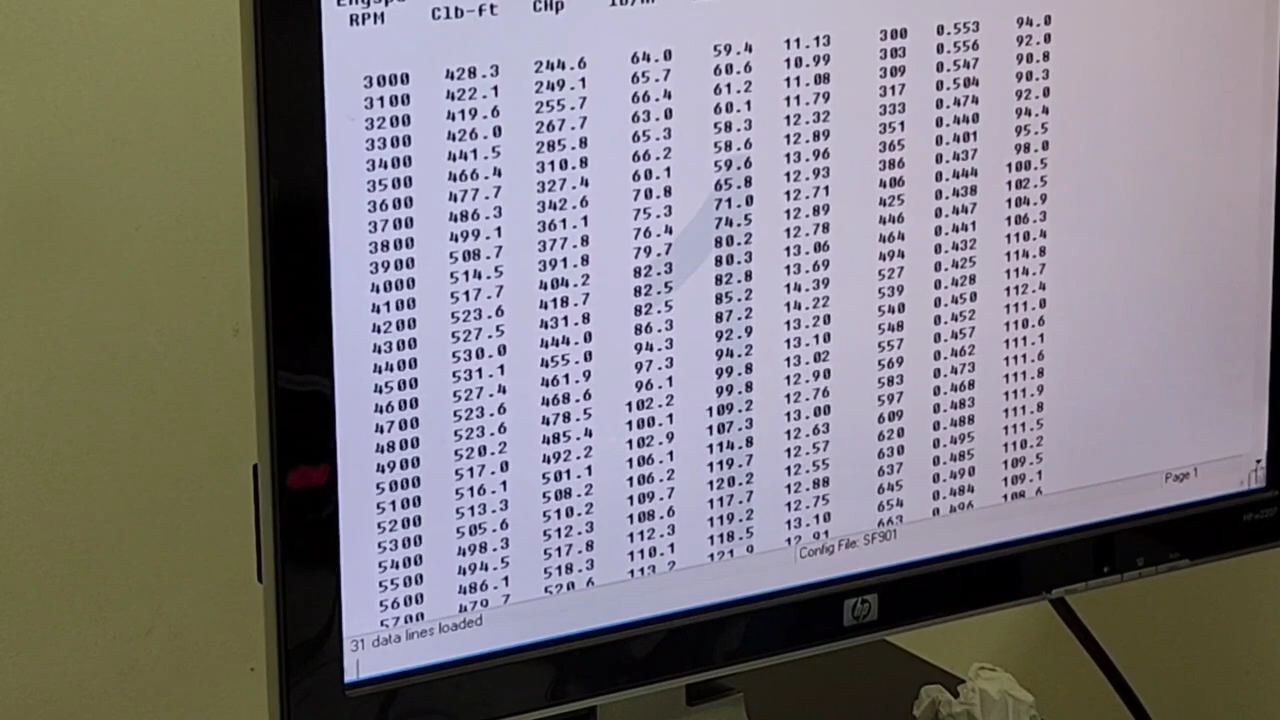 RPM Clb-ft CHp
3000 428.3 244.6 64.0 59.4 11.13 300 0.553 94.0
3100 422.1 249.1 65.7 60.6 10.99 303 0.556 92.0
3200 419.6 255.7 66.4 61.2 11.08 309 0.547 90.8
3300 426.0 267.7 63.0 60.1 11.79 317 0.504 90.3
3400 441.5 285.8 65.3 58.3 12.32 333 0.474 92.0
3500 466.4 310.8 66.2 58.6 12.89 351 0.440 94.4
3600 477.7 327.4 60.1 59.6 13.96 365 0.401 95.5
3700 486.3 342.6 70.8 65.8 12.93 386 0.437 98.0
3800 499.1 361.1 75.3 71.0 12.71 406 0.444 100.5
3900 508.7 377.8 76.4 74.5 12.89 425 0.438 102.5
4000 514.5 391.8 79.7 80.2 12.78 446 0.447 104.9
4100 517.7 404.2 82.3 80.3 13.06 464 0.441 106.3
4200 523.6 418.7 82.5 82.8 13.69 494 0.432 110.4
4300 527.5 431.8 82.5 85.2 14.39 527 0.425 114.8
4400 530.0 444.0 86.3 87.2 14.22 539 0.428 114.7
4500 531.1 455.0 94.3 92.9 13.20 540 0.450 112.4
4600 527.4 461.9 97.3 94.2 13.10 548 0.452 111.0
4700 523.6 468.6 96.1 99.8 13.02 557 0.457 110.6
4800 523.6 478.5 102.2 99.8 12.90 569 0.462 111.1
4900 520.2 485.4 100.1 109.2 12.76 583 0.473 111.6
5000 517.0 492.2 102.9 107.3 13.00 597 0.468 111.8
5100 516.1 501.1 106.1 114.8 12.63 609 0.483 111.9
5200 513.3 508.2 106.2 119.7 12.57 620 0.488 111.8
5300 505.6 510.2 109.7 120.2 12.55 630 0.495 111.5
5400 498.3 512.3 108.6 117.7 12.88 637 0.485 110.2
5500 494.5 517.8 112.3 119.2 12.75 645 0.490 109.5
5600 486.1 518.3 110.1 118.5 13.10 654 0.484 109.1
5700 479.7 520.6 113.2 121.9 12.91 663 0.496 108.6
31 data lines loaded Config File: SF901 Page 1
hp